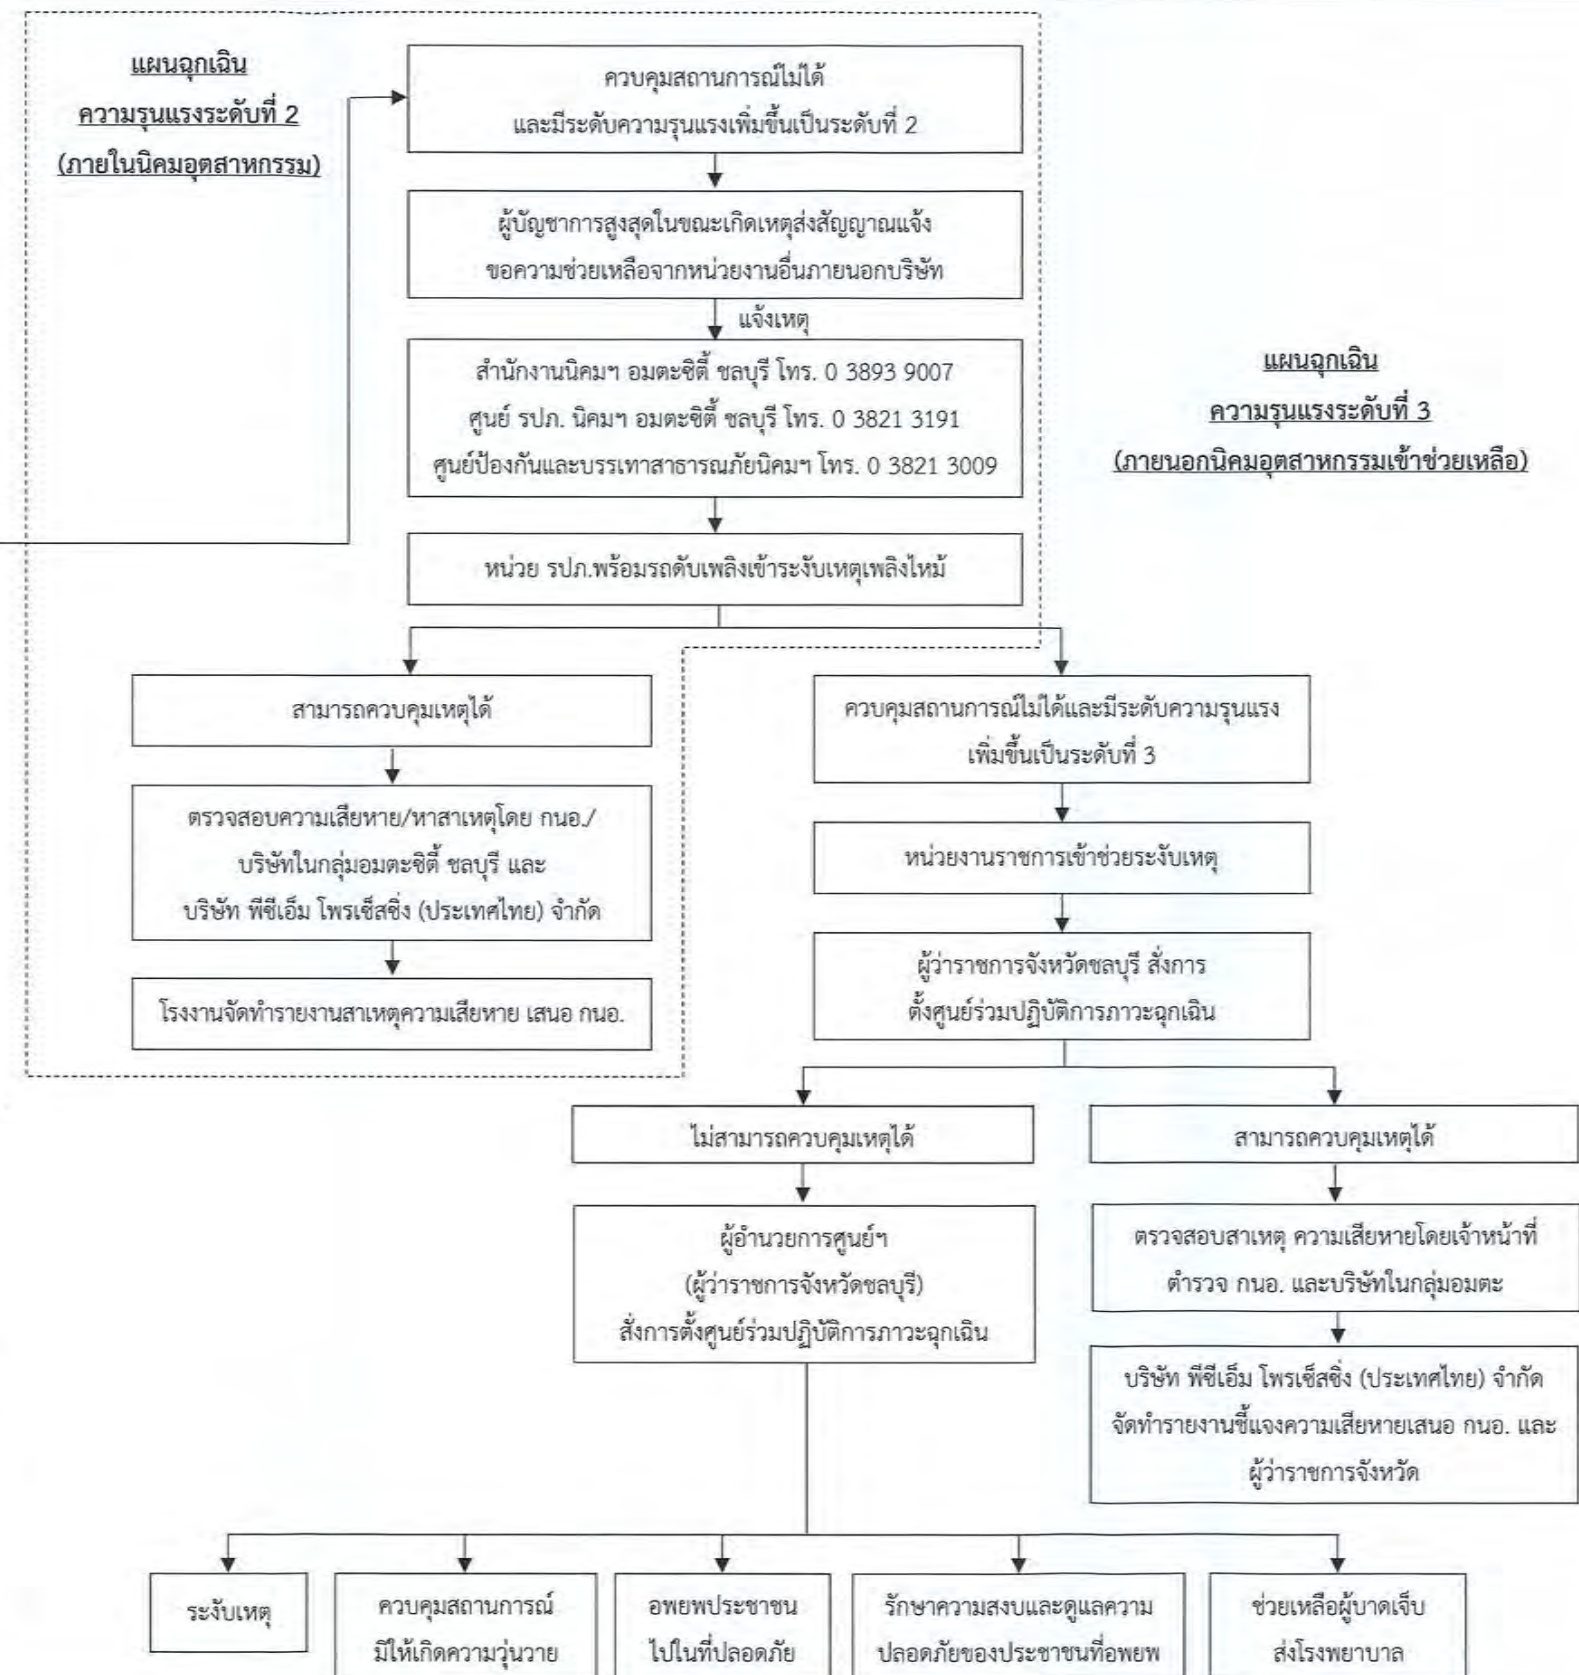 แผนฉุกเฉิน
ความรุนแรงระดับที่ 2
(ภายในนิคมอุตสาหกรรม)
ควบคุมสถานการณ์ไม่ได้
และมีระดับความรุนแรงเพิ่มขึ้นเป็นระดับที่ 2
ผู้บัญชาการสูงสุดในขณะเกิดเหตุส่งสัญญาณแจ้ง
ขอความช่วยเหลือจากหน่วยงานอื่นภายนอกบริษัท
แจ้งเหตุ
สำนักงานนิคมฯ อมตะซิตี้ ชลบุรี โทร. 0 3893 9007
ศูนย์ รปภ. นิคมฯ อมตะซิตี้ ชลบุรี โทร. 0 3821 3191
ศูนย์ป้องกันและบรรเทาสาธารณภัยนิคมฯ โทร. 0 3821 3009
แผนฉุกเฉิน
ความรุนแรงระดับที่ 3
(ภายนอกนิคมอุตสาหกรรมเข้าช่วยเหลือ)
หน่วย รปภ.พร้อมรถดับเพลิงเข้าระงับเหตุเพลิงไหม้
สามารถควบคุมเหตุได้
ตรวจสอบความเสียหาย/หาสาเหตุโดย กนอ./
บริษัทในกลุ่มอมตะซิตี้ ชลบุรี และ
บริษัท พีซีเอ็ม โพรเซ็สซิ่ง (ประเทศไทย) จำกัด
โรงงานจัดทำรายงานสาเหตุความเสียหาย เสนอ กนอ.
ควบคุมสถานการณ์ไม่ได้และมีระดับความรุนแรง
เพิ่มขึ้นเป็นระดับที่ 3
หน่วยงานราชการเข้าช่วยระงับเหตุ
ผู้ว่าราชการจังหวัดชลบุรี สั่งการ
ตั้งศูนย์ร่วมปฏิบัติการภาวะฉุกเฉิน
ไม่สามารถควบคุมเหตุได้
ผู้อำนวยการศูนย์ฯ
(ผู้ว่าราชการจังหวัดชลบุรี)
สั่งการตั้งศูนย์ร่วมปฏิบัติการภาวะฉุกเฉิน
สามารถควบคุมเหตุได้
ตรวจสอบสาเหตุ ความเสียหายโดยเจ้าหน้าที่
ตำรวจ กนอ. และบริษัทในกลุ่มอมตะ
บริษัท พีซีเอ็ม โพรเซ็สซิ่ง (ประเทศไทย) จำกัด
จัดทำรายงานชี้แจงความเสียหายเสนอ กนอ. และ
ผู้ว่าราชการจังหวัด
ระงับเหตุ
ควบคุมสถานการณ์
มิให้เกิดความวุ่นวาย
อพยพประชาชน
ไปในที่ปลอดภัย
รักษาความสงบและดูแลความ
ปลอดภัยของประชาชนที่อพยพ
ช่วยเหลือผู้บาดเจ็บ
ส่งโรงพยาบาล